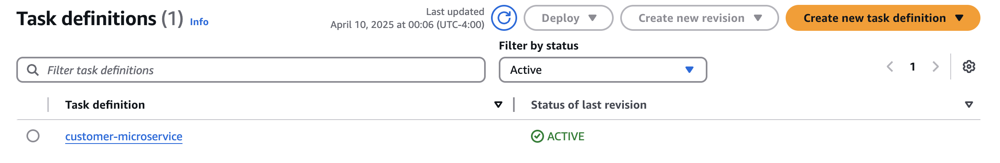 Task definitions (1) Info
Last updated
April 10, 2025 at 00:06 (UTC-4:00)
Deploy
Create new revision
Create new task definition
Filter task definitions
Filter by status
Active
1
Task definition
Status of last revision
customer-microservice
ACTIVE